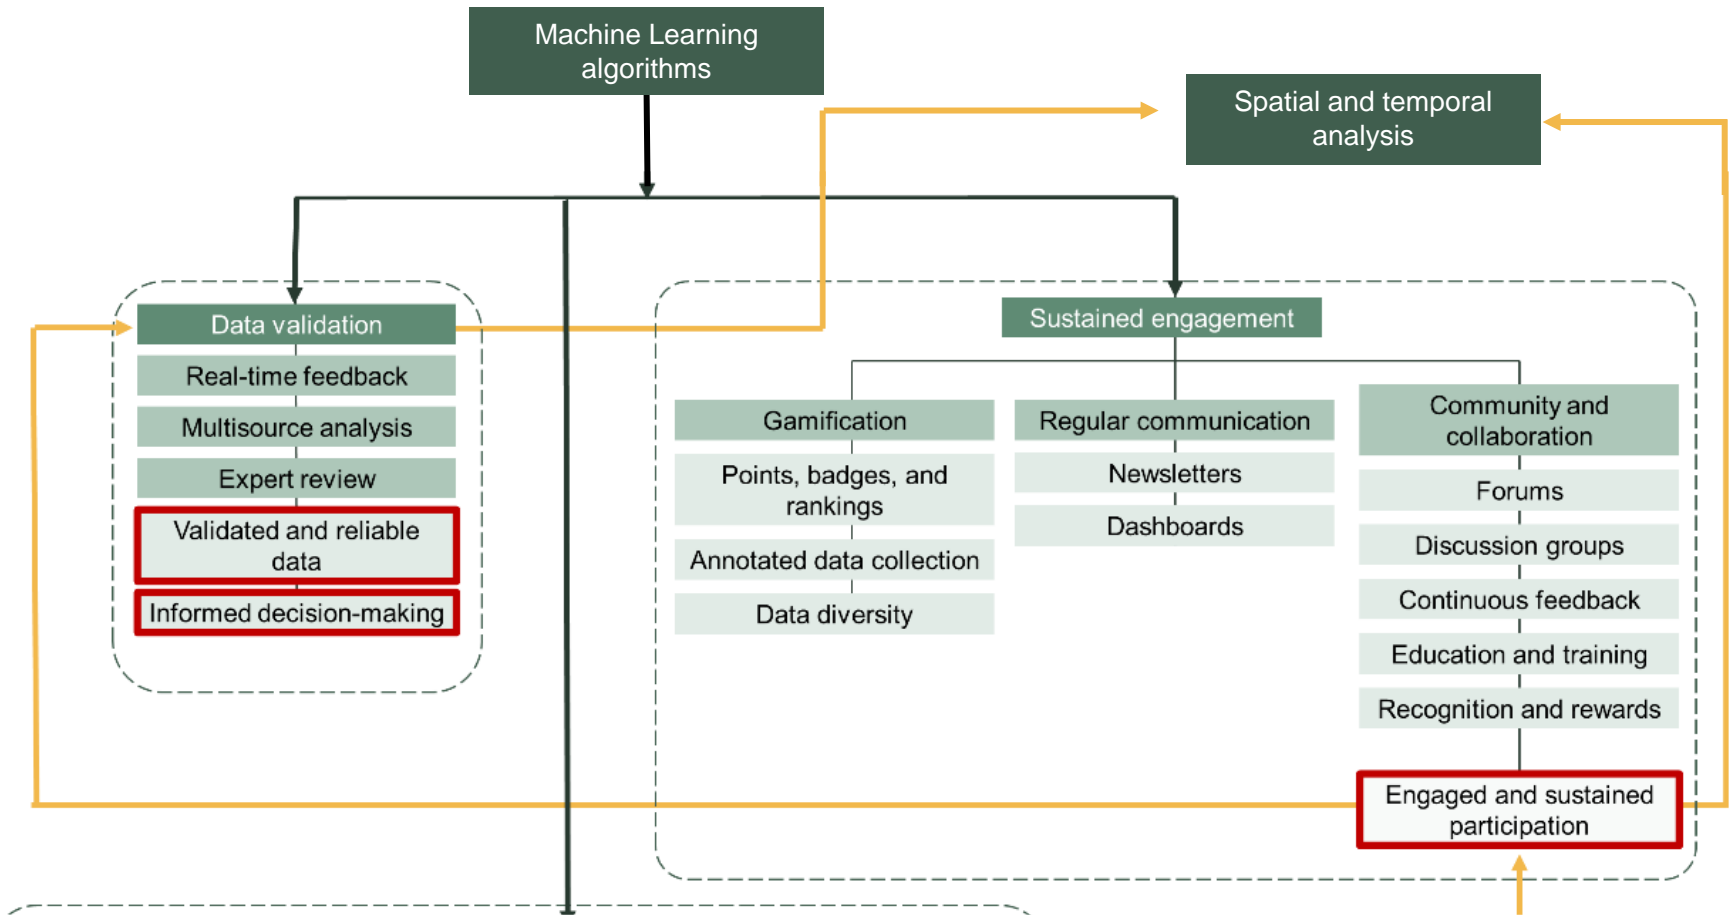 Machine Learning
algorithms
Spatial and temporal
analysis
Data validation
Real-time feedback
Multisource analysis
Expert review
Validated and reliable
data
Informed decision-making
Sustained engagement
Gamification
Points, badges, and
rankings
Annotated data collection
Data diversity
Regular communication
Newsletters
Dashboards
Community and
collaboration
Forums
Discussion groups
Continuous feedback
Education and training
Recognition and rewards
Engaged and sustained
participation